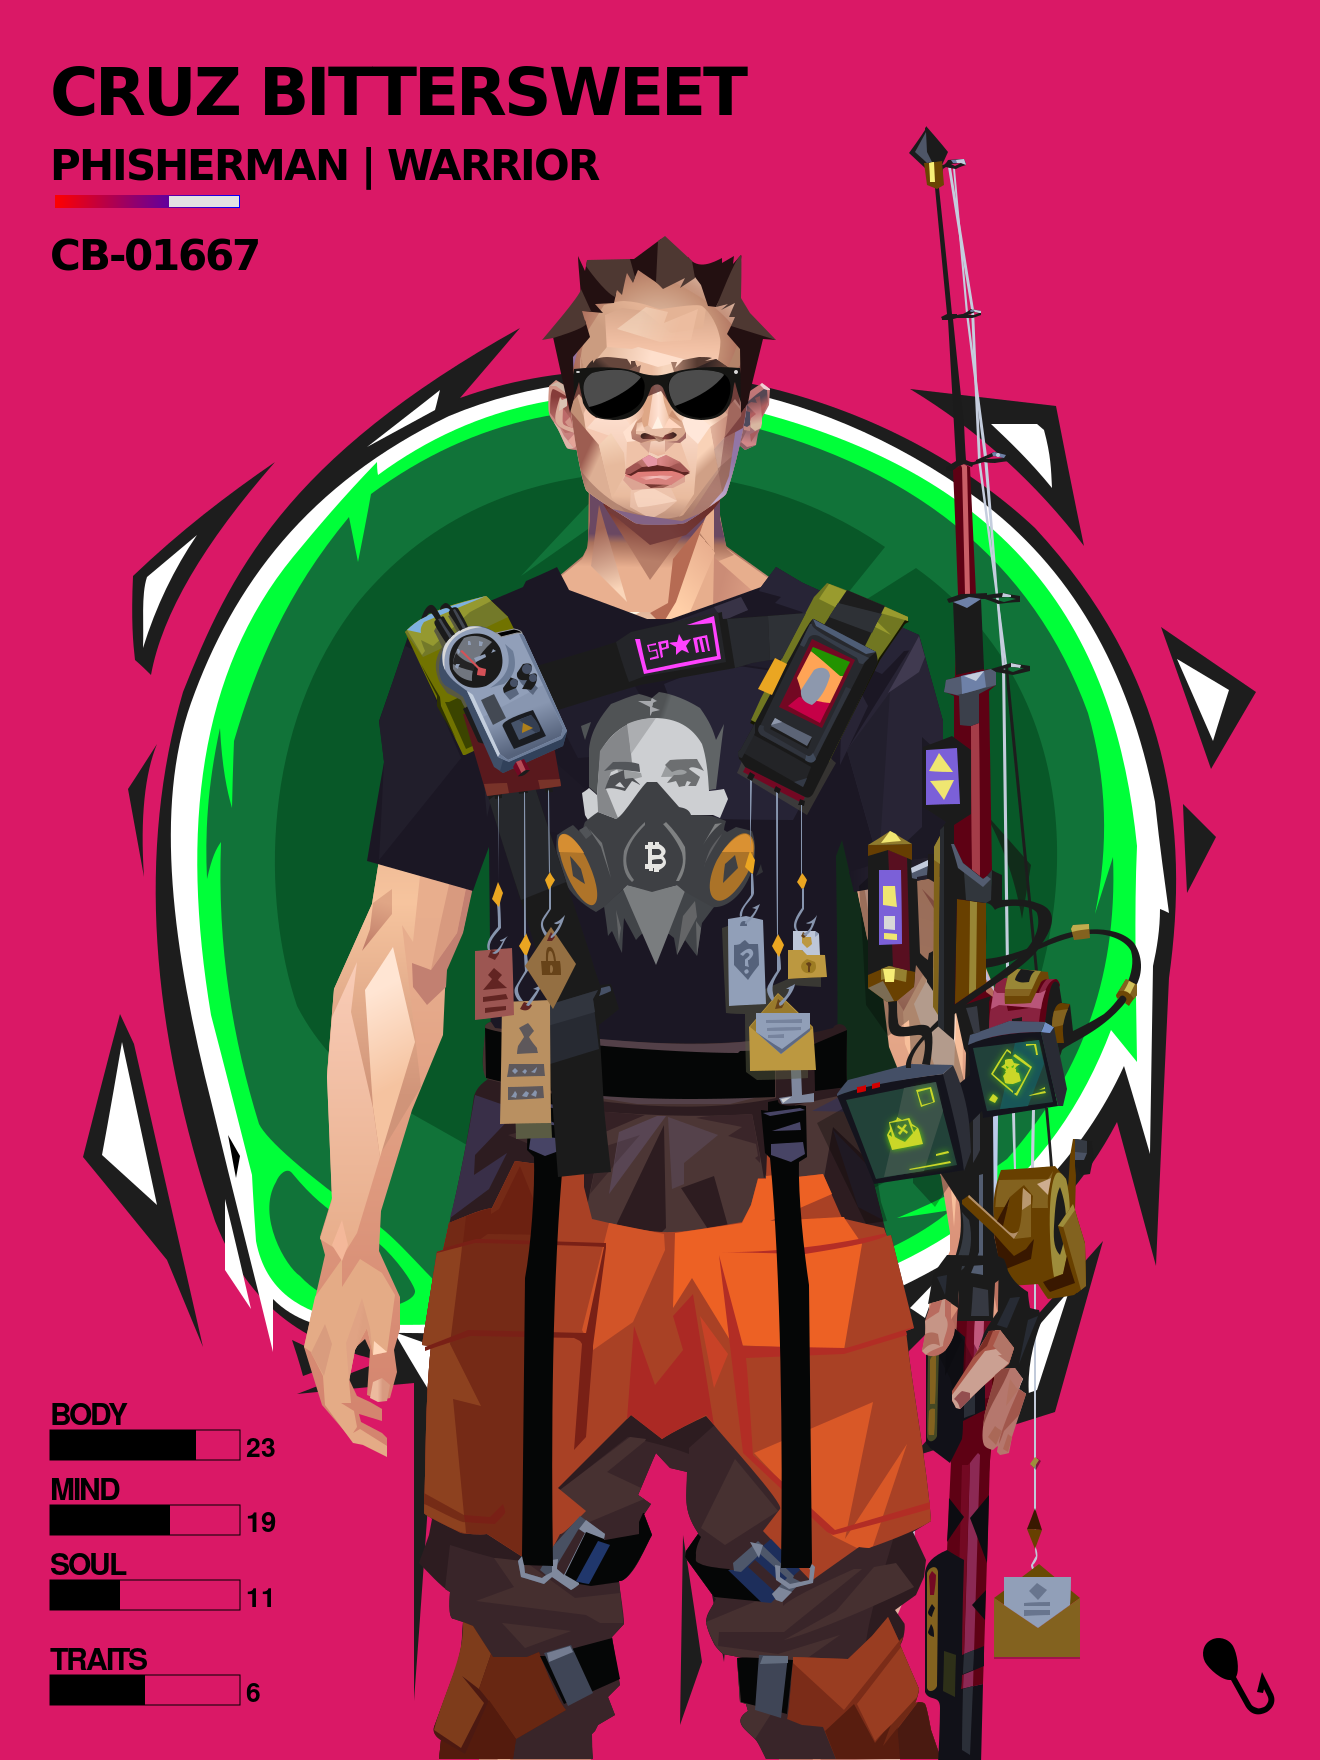 CRUZ BITTERSWEET
PHISHERMAN | WARRIOR
CB-01667
SP★M
₿
?
BODY
23
MIND
19
SOUL
11
TRAITS
6